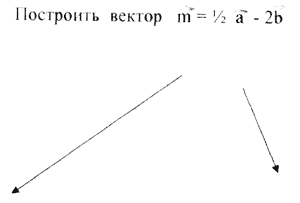 Построить вектор m⃗ = ½ a⃗ - 2b⃗